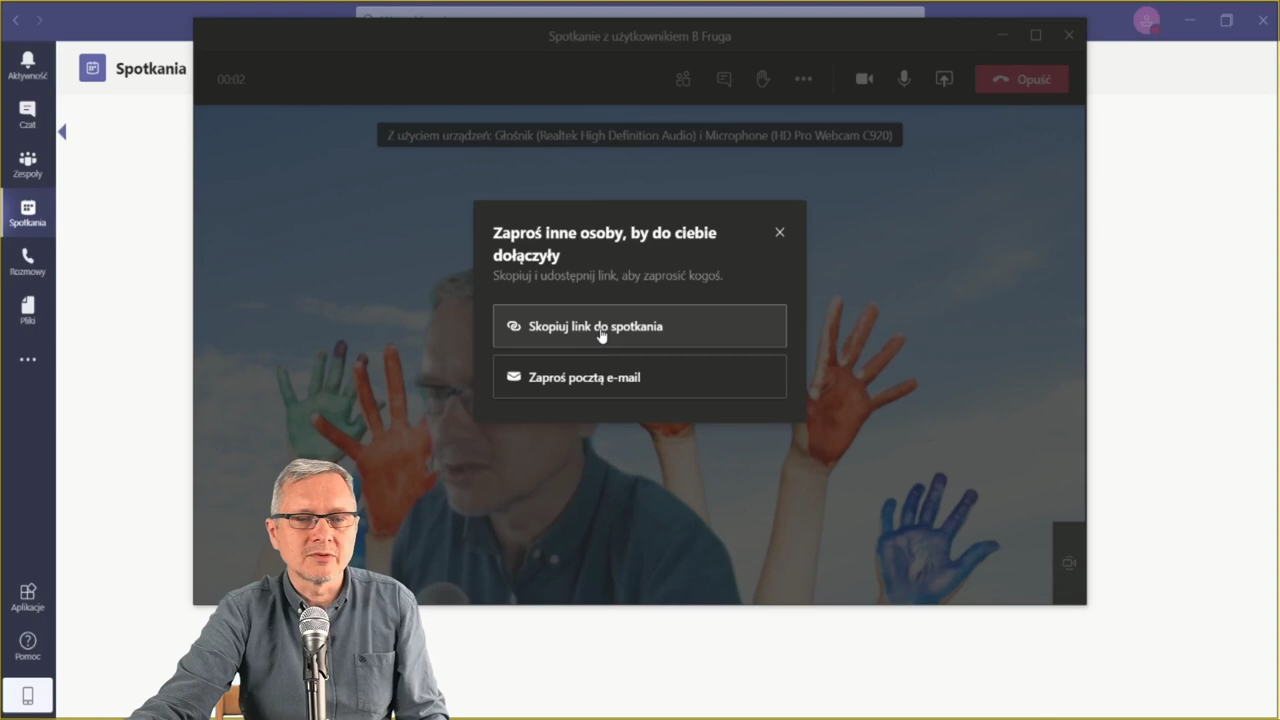 Spotkanie z użytkownikiem B Fruga
Aktywność
Czat
Zespoły
Spotkania
Rozmowy
Pliki
Aplikacje
Pomoc
Spotkania
00:02
Opuść
Z użyciem urządzeń: Głośnik (Realtek High Definition Audio) i Microphone (HD Pro Webcam C920)
Zaproś inne osoby, by do ciebie
dołączyły
Skopiuj i udostępnij link, aby zaprosić kogoś.
Skopiuj link do spotkania
Zaproś pocztą e-mail